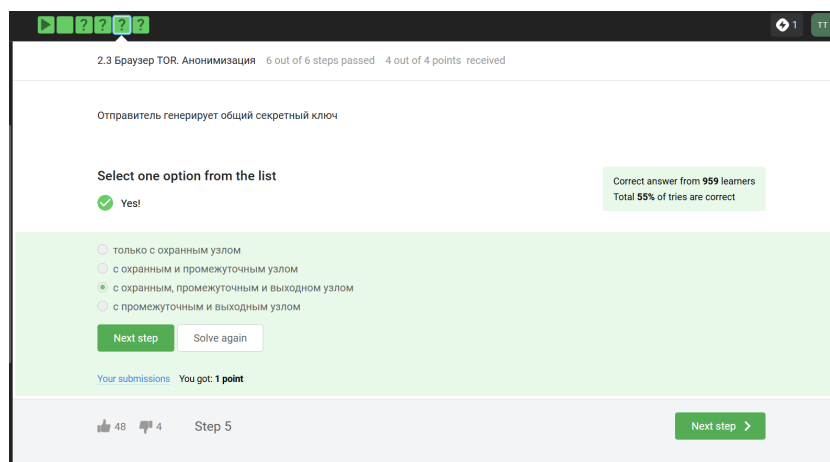 ? ? ? ?
1
TT
2.3 Браузер TOR. Анонимизация 6 out of 6 steps passed 4 out of 4 points received
Отправитель генерирует общий секретный ключ
Select one option from the list
Yes!
Correct answer from 959 learners
Total 55% of tries are correct
только с охранным узлом
с охранным и промежуточным узлом
с охранным, промежуточным и выходном узлом
с промежуточным и выходным узлом
Next step Solve again
Your submissions You got: 1 point
48 4 Step 5 Next step